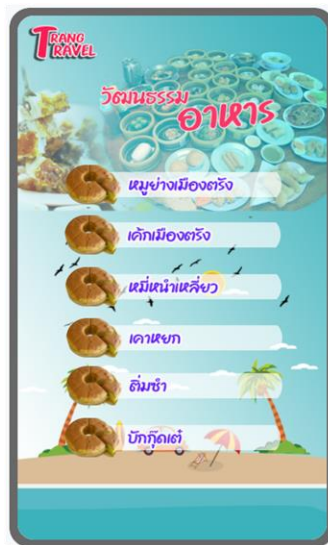 TRANG
TRAVEL
วัฒนธรรม
อาหาร
หมูย่างเมืองตรัง
เค้กเมืองตรัง
หมี่หนำเหลี่ยว
เคาหยก
ติ่มซำ
บักกุ๊ดเต๋